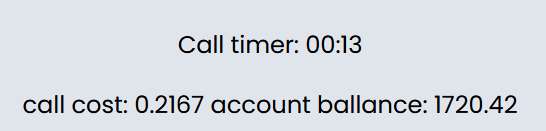 Call timer: 00:13
call cost: 0.2167 account ballance: 1720.42